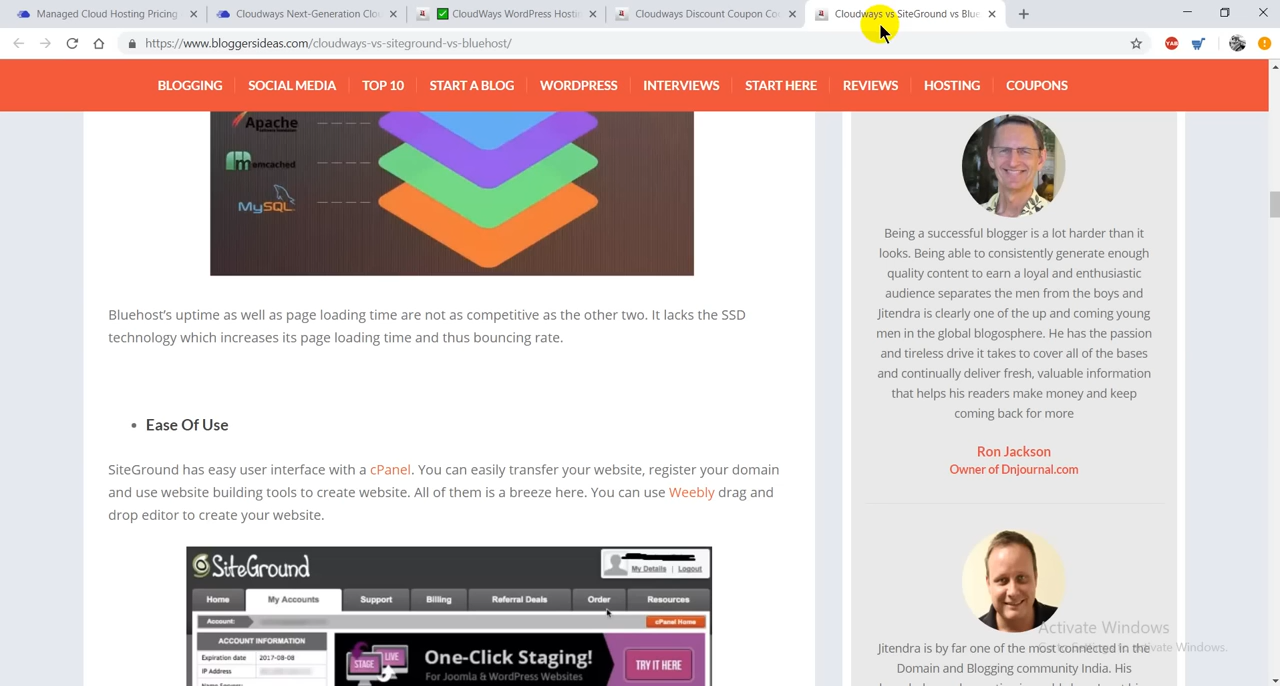 Managed Cloud Hosting Pricing
Cloudways Next-Generation Clou
CloudWays WordPress Hostin
Cloudways Discount Coupon Co
Cloudways vs SiteGround vs Blue
https://www.bloggersideas.com/cloudways-vs-siteground-vs-bluehost/
BLOGGING SOCIAL MEDIA TOP 10 START A BLOG WORDPRESS INTERVIEWS START HERE REVIEWS HOSTING COUPONS
Apache
Memcached
MySQL
Bluehost's uptime as well as page loading time are not as competitive as the other two. It lacks the SSD
technology which increases its page loading time and thus bouncing rate.
Ease Of Use
SiteGround has easy user interface with a cPanel. You can easily transfer your website, register your domain
and use website building tools to create website. All of them is a breeze here. You can use Weebly drag and
drop editor to create your website.
SiteGround
My Details | Logout
Home My Accounts Support Billing Referral Deals Order Resources
Account:
cPanel Home
ACCOUNT INFORMATION
Expiration date 2017-08-08
IP Address
STAGE LIVE
One-Click Staging!
For Joomla & WordPress Websites
TRY IT HERE
Being a successful blogger is a lot harder than it
looks. Being able to consistently generate enough
quality content to earn a loyal and enthusiastic
audience separates the men from the boys and
Jitendra is clearly one of the up and coming young
men in the global blogosphere. He has the passion
and tireless drive it takes to cover all of the bases
and continually deliver fresh, valuable information
that helps his readers make money and keep
coming back for more
Ron Jackson
Owner of Dnjournal.com
Jitendra is by far one of the most connected in the
Domain and Blogging community India. His
Activate Windows
Go to Settings to activate Windows.